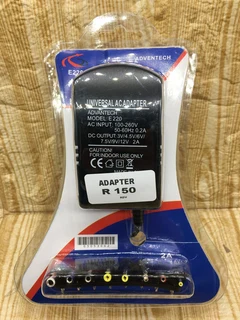 ADVENTECH
E220
UNIVERSAL AC ADAPTER
ADVANTECH
MODEL: E 220
AC INPUT, 100-260V
50-60Hz 0.2A
DC OUTPUT:3V/4.5V/6V/
7.5V/9V/12V 2A
CAUTION:
FOR INDOOR USE ONLY
ADAPTER
R 150
2A